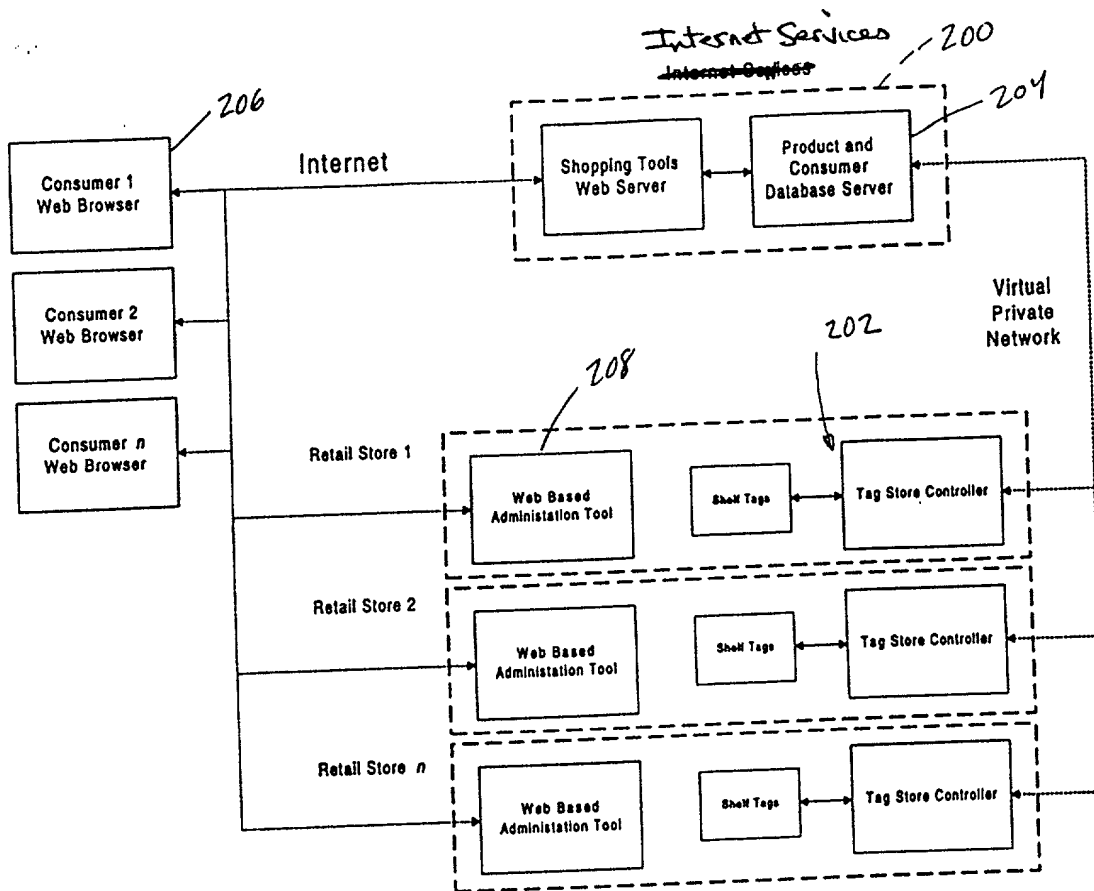 Internet Services
Internet Services
200
204
206
Internet
Consumer 1
Web Browser
Shopping Tools
Web Server
Product and
Consumer
Database Server
Consumer 2
Web Browser
Virtual
Private
Network
202
208
Consumer n
Web Browser
Retail Store 1
Web Based
Administation Tool
Shelf Tags
Tag Store Controller
Retail Store 2
Web Based
Administation Tool
Shelf Tags
Tag Store Controller
Retail Store n
Web Based
Administation Tool
Shelf Tags
Tag Store Controller